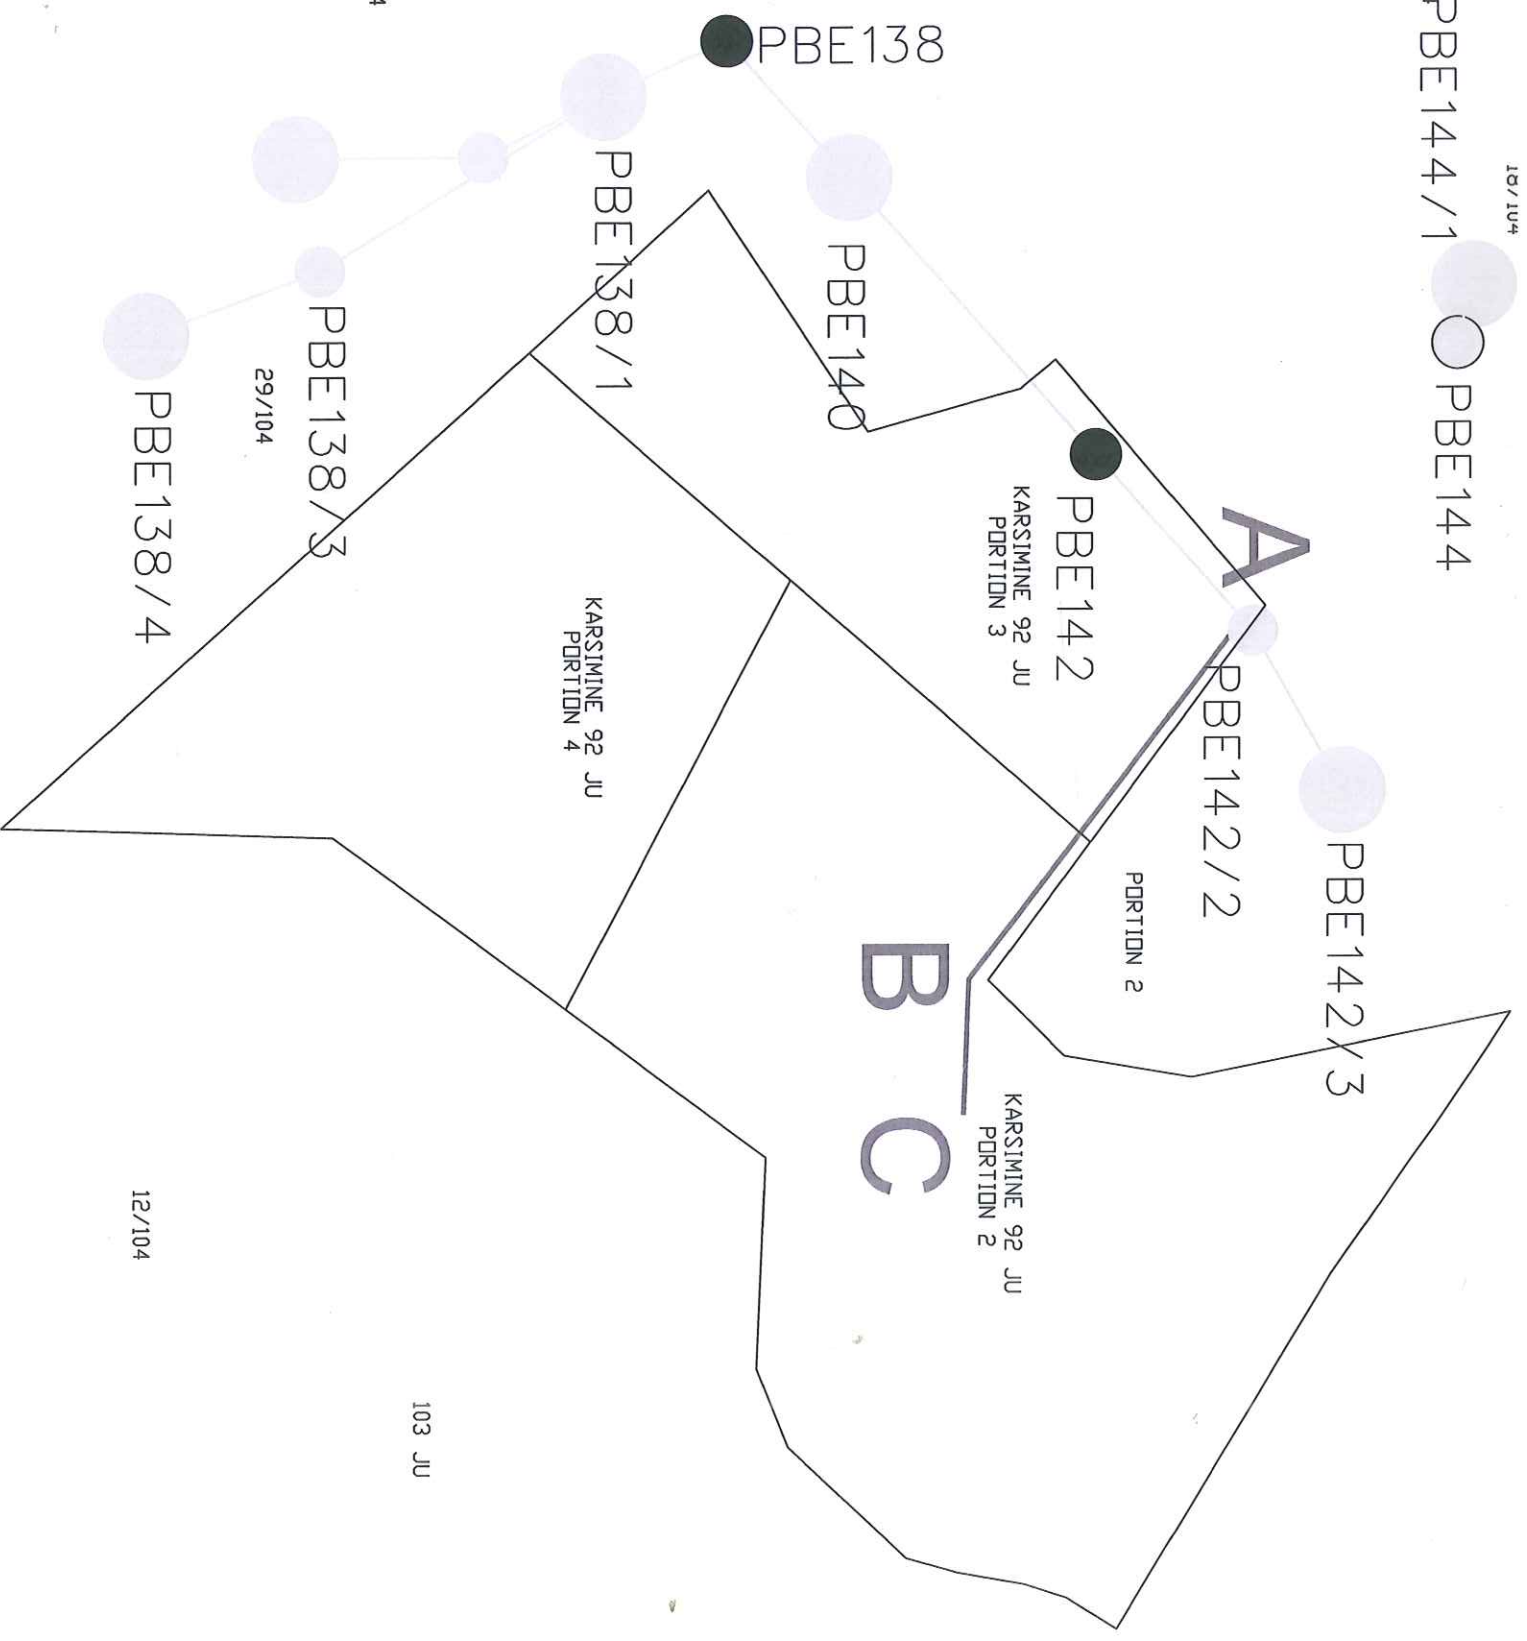 PBE138
PBE144/1
18/104
PBE144
PBE138/1
PBE140
PBE138/3
29/104
PBE138/4
PBE142
KARSIMINE 92 JU
PORTION 3
A
PBE142/2
PBE142/3
KARSIMINE 92 JU
PORTION 4
PORTION 2
B
C
KARSIMINE 92 JU
PORTION 2
12/104
103 JU